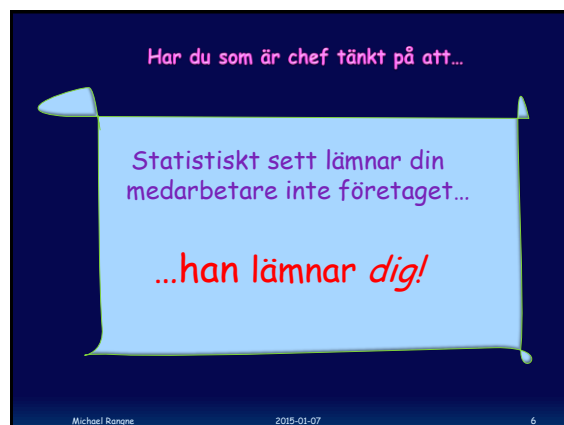 Har du som är chef tänkt på att…
Statistiskt sett lämnar din
medarbetare inte företaget…
…han lämnar dig!
Michael Rangne 2015-01-07 6